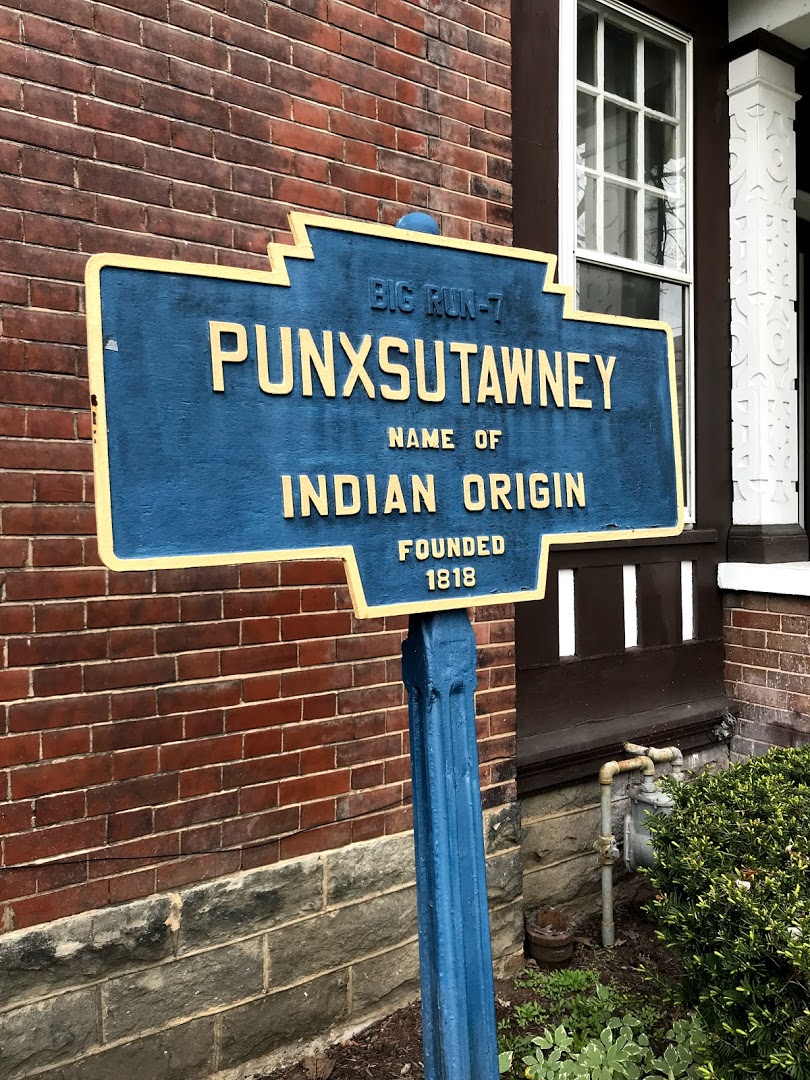 BIG RUN-7
PUNXSUTAWNEY
NAME OF
INDIAN ORIGIN
FOUNDED
1818